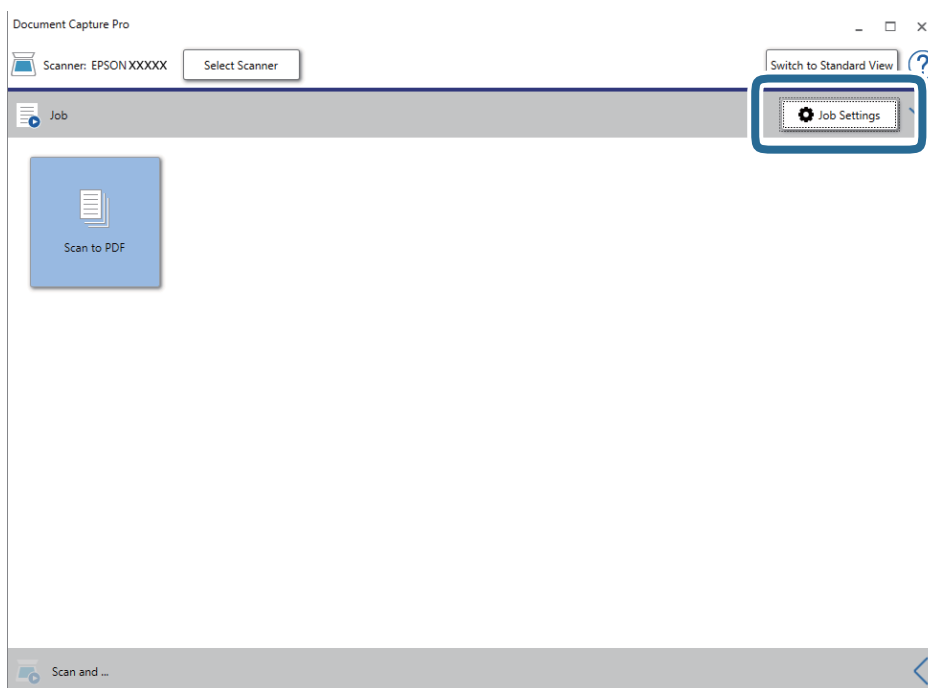 Document Capture Pro
Scanner: EPSON XXXXX
Select Scanner
Switch to Standard View
?
Job
Job Settings
Scan to PDF
Scan and ...